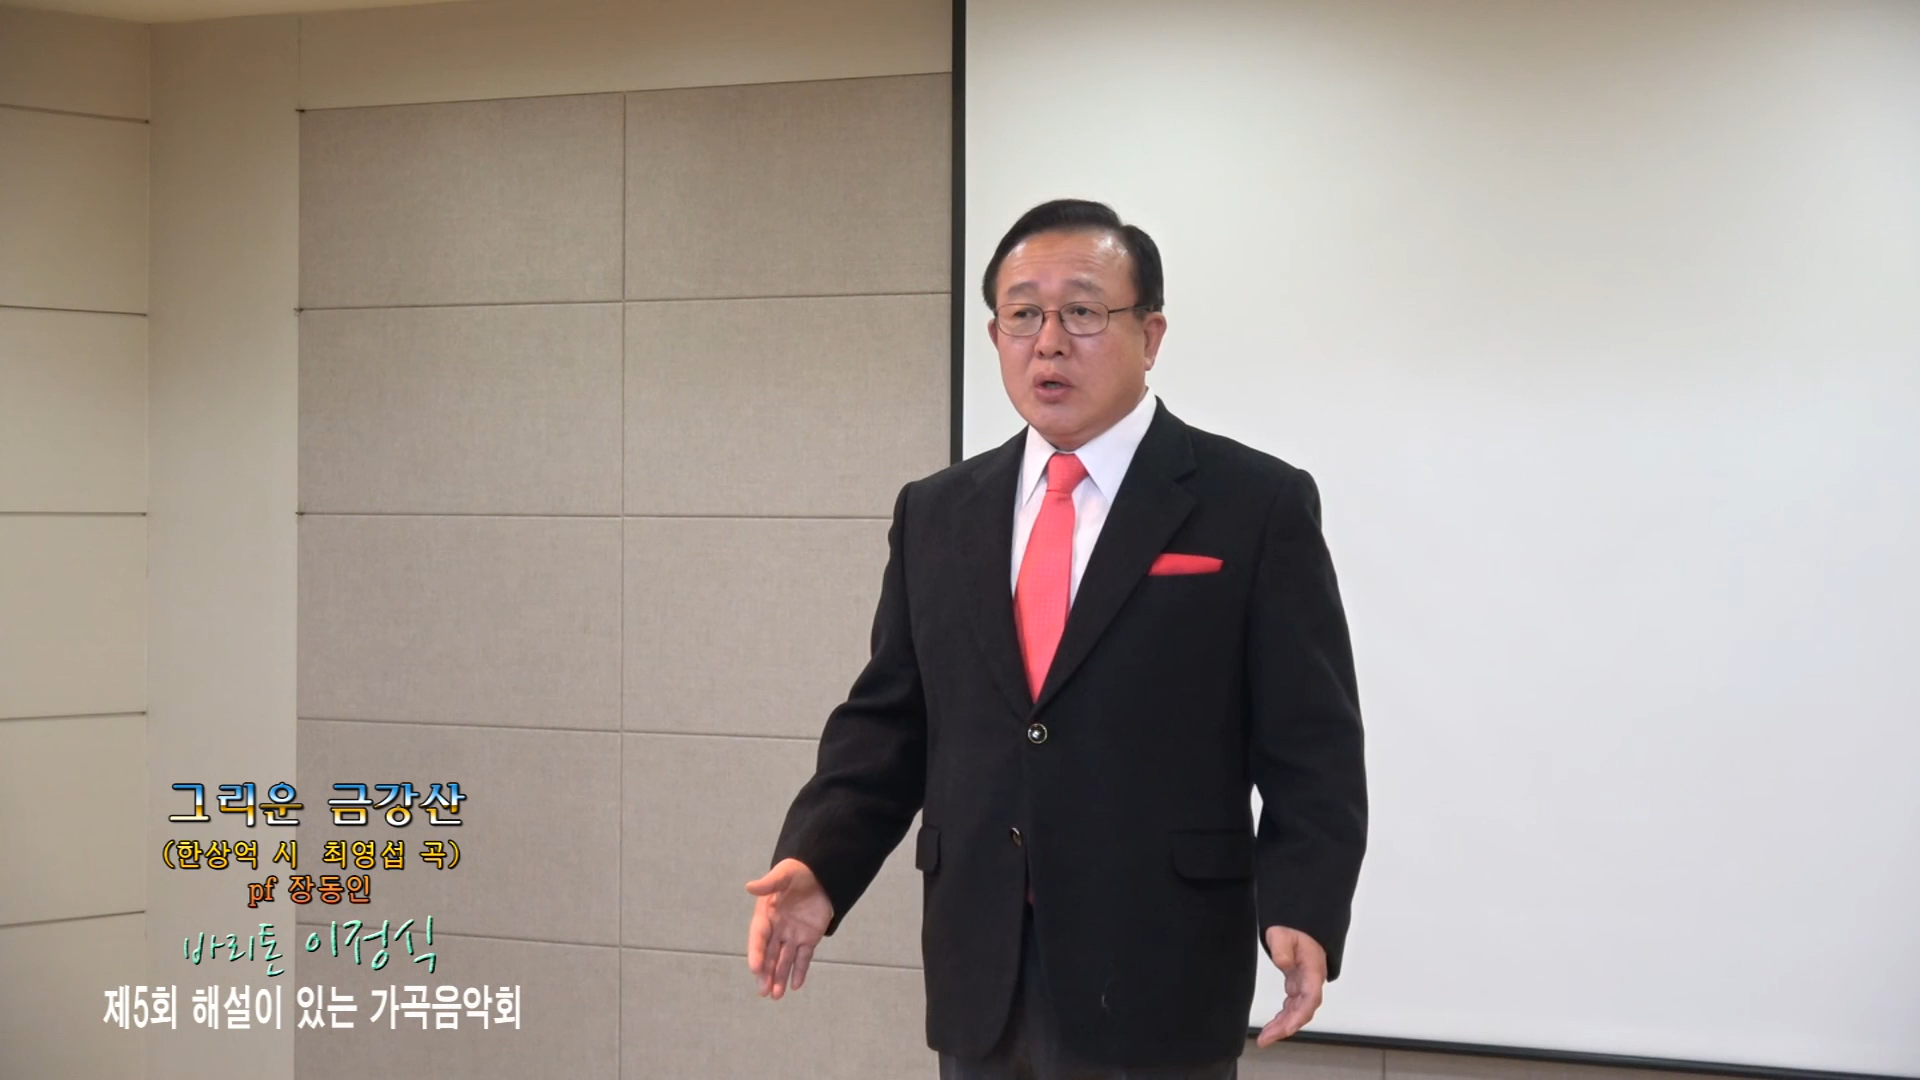 그리운 금강산
(한상억 시 최영섭 곡)
pf 장동인
바리톤 이정식
제5회 해설이 있는 가곡음악회